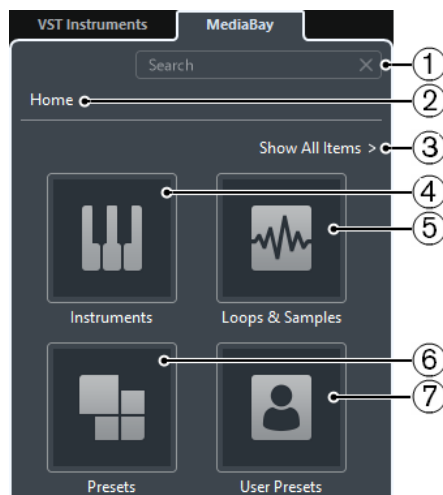 VST Instruments MediaBay
Search ①
Home ②
Show All Items > ③
④
⑤
Instruments Loops & Samples
⑥
⑦
Presets User Presets